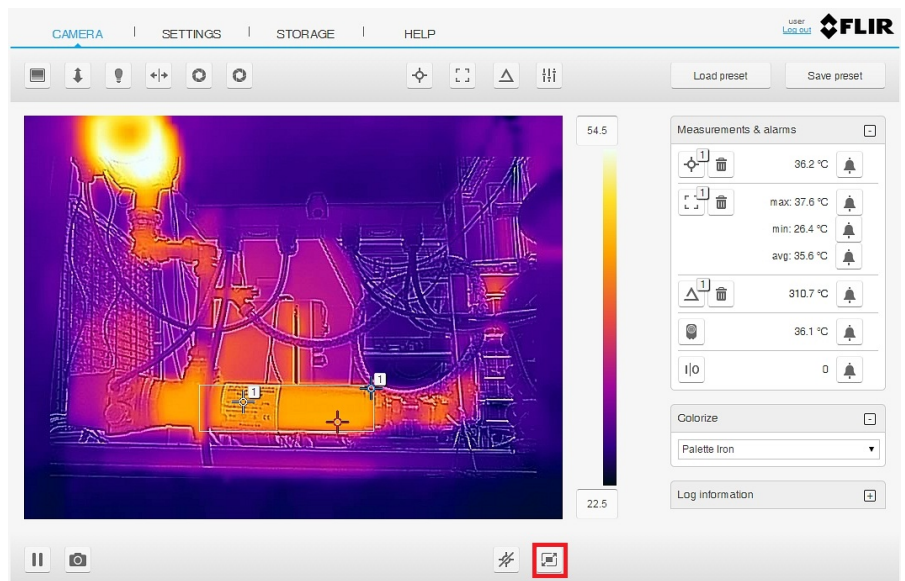 CAMERA
SETTINGS
STORAGE
HELP
user
Log out
FLIR
Load preset
Save preset
54.5
22.5
1
1
Measurements & alarms
-
1
36.2 °C
1
max: 37.6 °C
min: 26.4 °C
avg: 35.6 °C
1
310.7 °C
36.1 °C
I|O
0
Colorize
-
Palette Iron
Log information
+